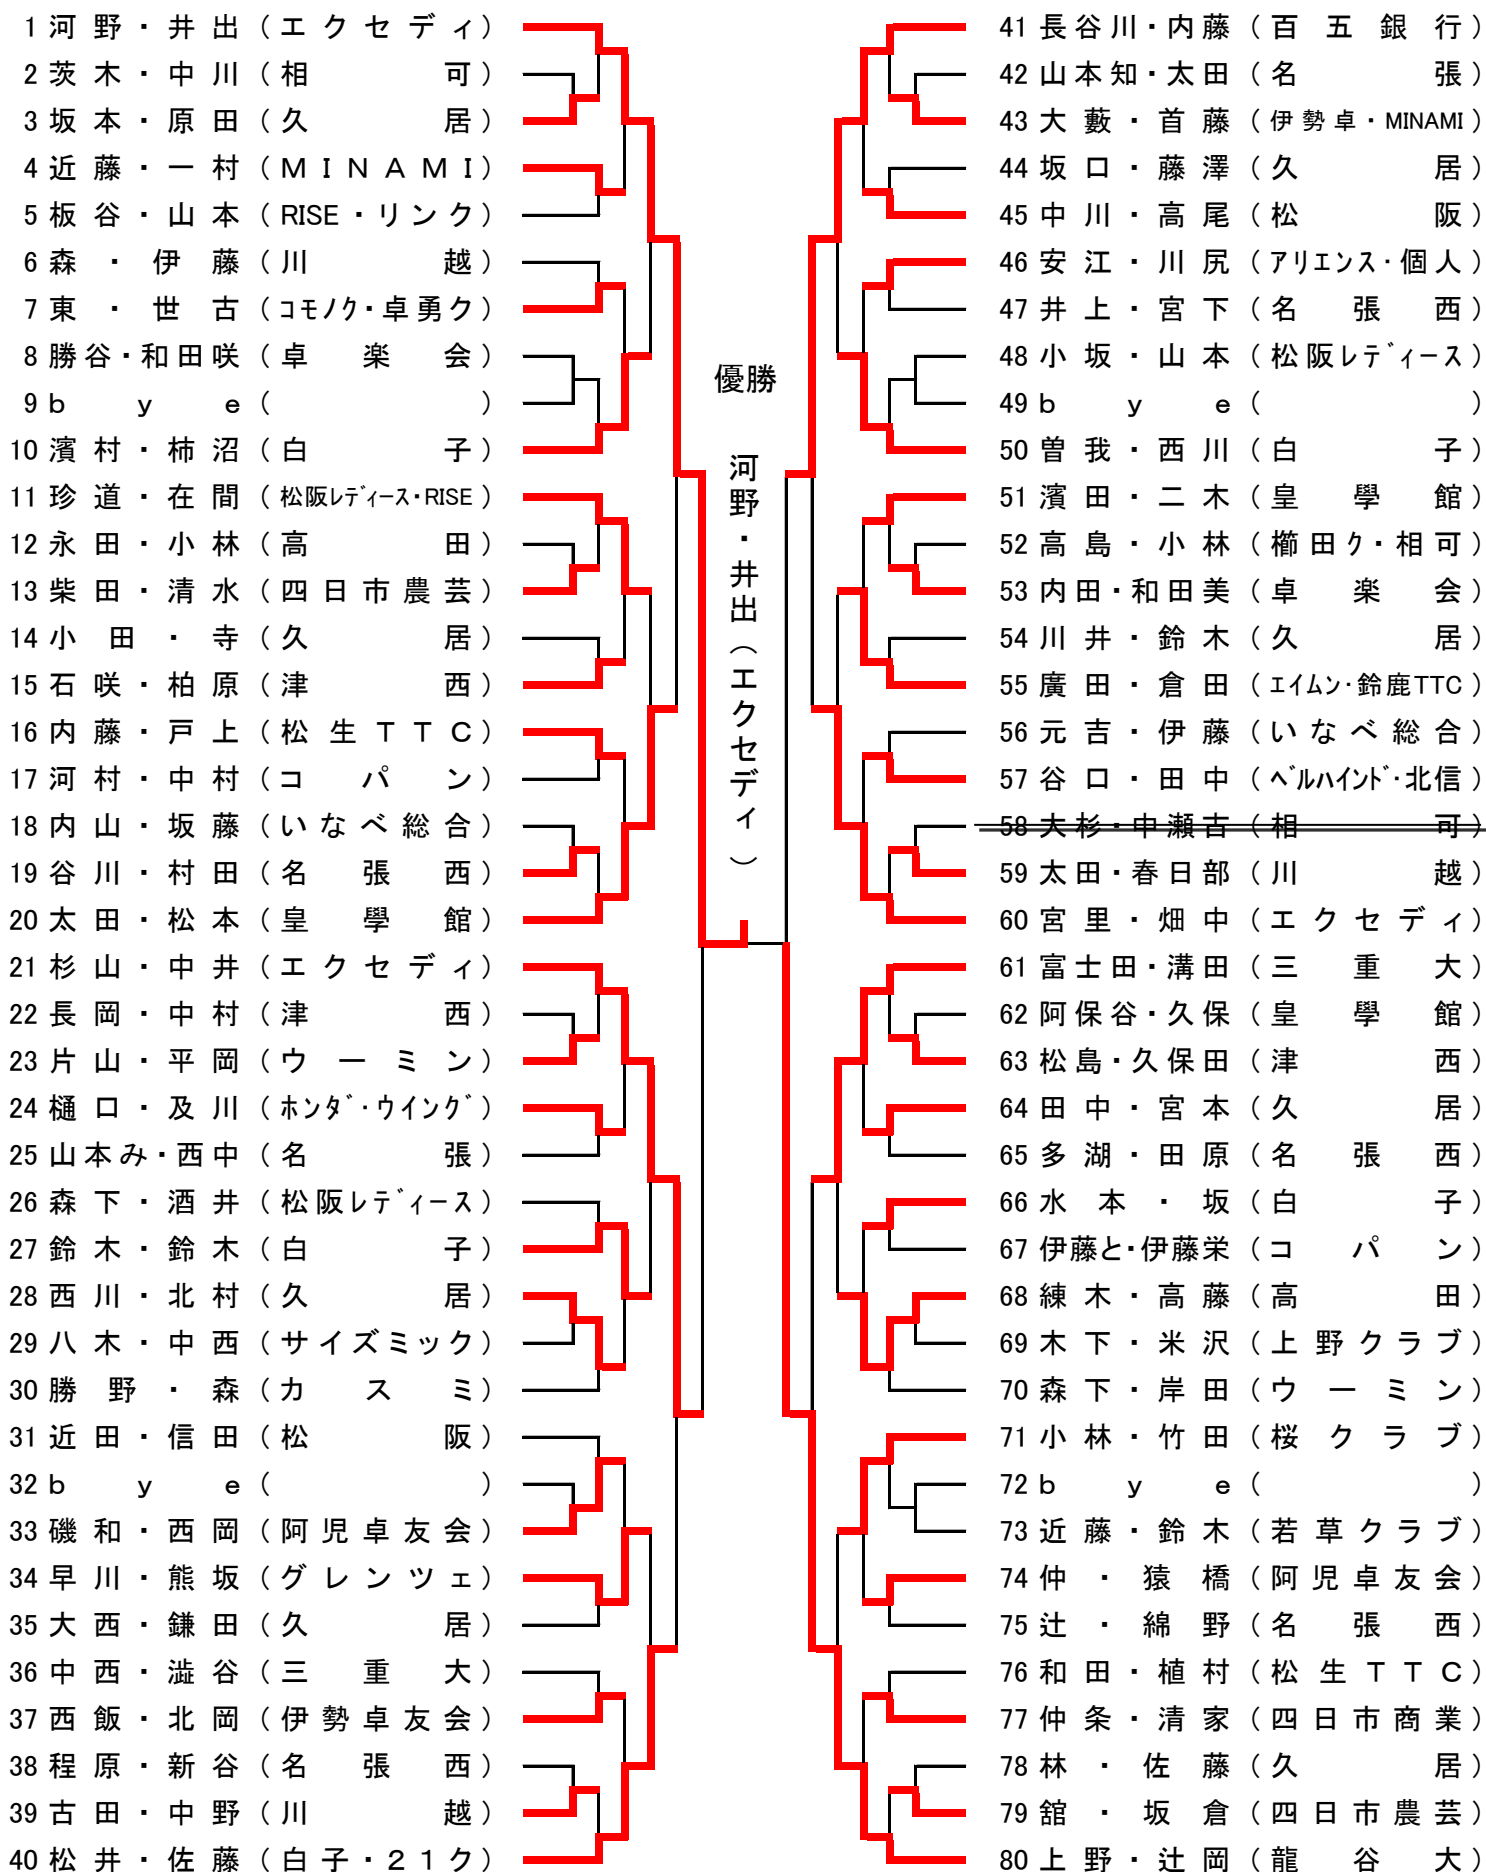 1 河野・井出（エクセディ）
2 茨木・中川（相可）
3 坂本・原田（久居）
4 近藤・一村（ＭＩＮＡＭＩ）
5 板谷・山本（RISE・リンク）
6 森・伊藤（川越）
7 東・世古（コモノク・卓勇ク）
8 勝谷・和田咲（卓楽会）
9 ｂｙｅ（　）
10 濱村・柿沼（白子）
11 珍道・在間（松阪レディース・RISE）
12 永田・小林（高田）
13 柴田・清水（四日市農芸）
14 小田・寺（久居）
15 石咲・柏原（津西）
16 内藤・戸上（松生ＴＴＣ）
17 河村・中村（コパン）
18 内山・坂藤（いなべ総合）
19 谷川・村田（名張西）
20 太田・松本（皇學館）
21 杉山・中井（エクセディ）
22 長岡・中村（津西）
23 片山・平岡（ウーミン）
24 樋口・及川（ホンダ・ウイング）
25 山本み・西中（名張）
26 森下・酒井（松阪レディース）
27 鈴木・鈴木（白子）
28 西川・北村（久居）
29 八木・中西（サイズミック）
30 勝野・森（カスミ）
31 近田・信田（松阪）
32 ｂｙｅ（　）
33 磯和・西岡（阿児卓友会）
34 早川・熊坂（グレンツェ）
35 大西・鎌田（久居）
36 中西・澁谷（三重大）
37 西飯・北岡（伊勢卓友会）
38 程原・新谷（名張西）
39 古田・中野（川越）
40 松井・佐藤（白子・２１ク）
優勝
河野・井出（エクセディ）
41 長谷川・内藤（百五銀行）
42 山本知・太田（名張）
43 大藪・首藤（伊勢卓・MINAMI）
44 坂口・藤澤（久居）
45 中川・高尾（松阪）
46 安江・川尻（アリエンス・個人）
47 井上・宮下（名張西）
48 小坂・山本（松阪レディース）
49 ｂｙｅ（　）
50 曽我・西川（白子）
51 濱田・二木（皇學館）
52 高島・小林（櫛田ク・相可）
53 内田・和田美（卓楽会）
54 川井・鈴木（久居）
55 廣田・倉田（エイムン・鈴鹿TTC）
56 元吉・伊藤（いなべ総合）
57 谷口・田中（ベルハインド・北信）
58 大杉・中瀬古（相可）
59 太田・春日部（川越）
60 宮里・畑中（エクセディ）
61 富士田・溝田（三重大）
62 阿保谷・久保（皇學館）
63 松島・久保田（津西）
64 田中・宮本（久居）
65 多湖・田原（名張西）
66 水本・坂（白子）
67 伊藤と・伊藤栄（コパン）
68 練木・高藤（高田）
69 木下・米沢（上野クラブ）
70 森下・岸田（ウーミン）
71 小林・竹田（桜クラブ）
72 ｂｙｅ（　）
73 近藤・鈴木（若草クラブ）
74 仲・猿橋（阿児卓友会）
75 辻・綿野（名張西）
76 和田・植村（松生ＴＴＣ）
77 仲条・清家（四日市商業）
78 林・佐藤（久居）
79 舘・坂倉（四日市農芸）
80 上野・辻岡（龍谷大）